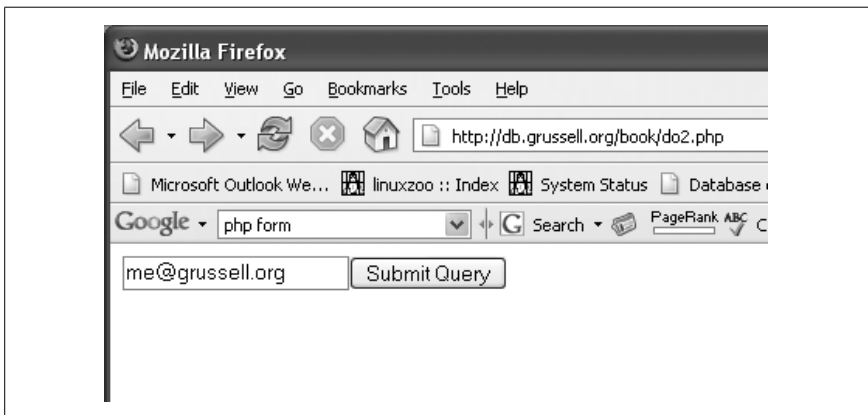 Mozilla Firefox
File Edit View Go Bookmarks Tools Help
http://db.grussell.org/book/do2.php
Microsoft Outlook We... linuxzoo :: Index System Status Database
Google php form G Search PageRank ABC C
me@grussell.org Submit Query